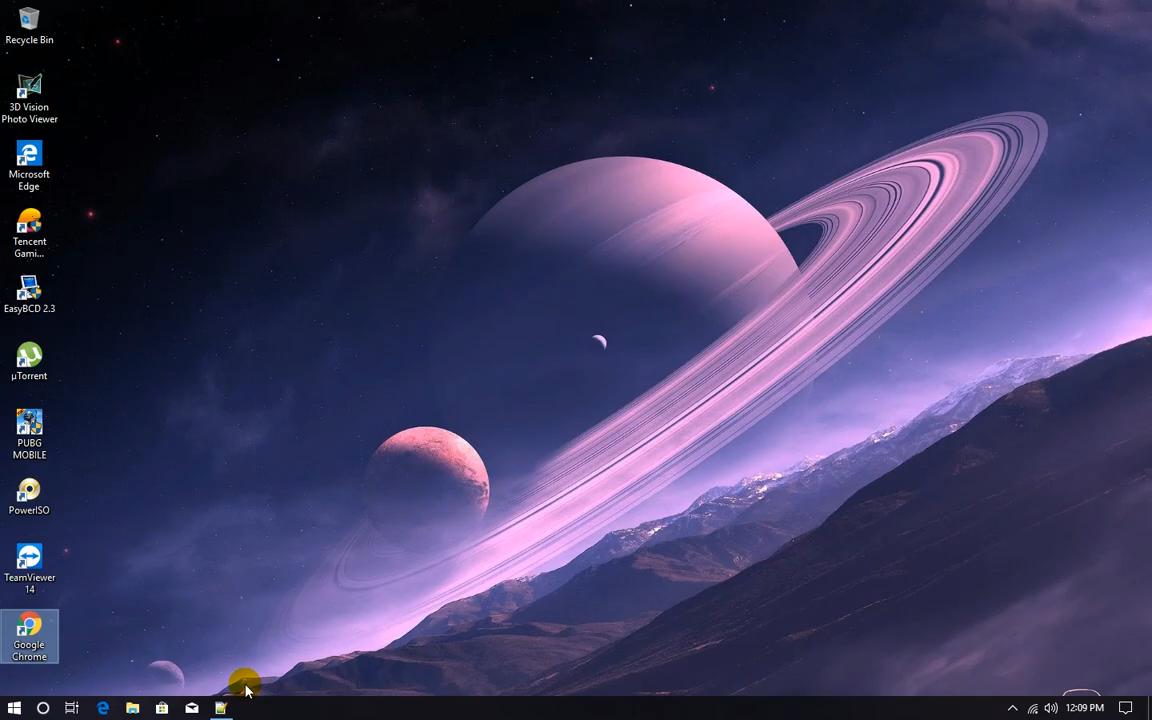 Recycle Bin
3D Vision
Photo Viewer
Microsoft
Edge
Tencent
Gami...
EasyBCD 2.3
µTorrent
PUBG
MOBILE
PowerISO
TeamViewer
14
Google
Chrome
12:09 PM